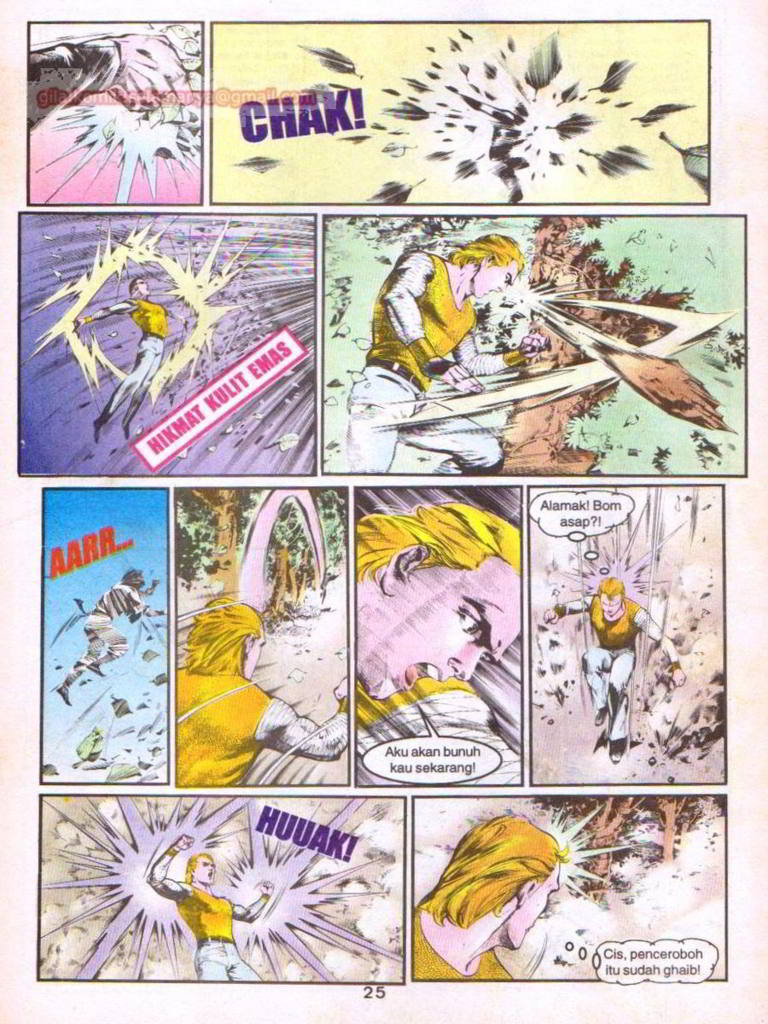 CHAK!
HIKMAT KULIT EMAS
AARR...
Aku akan bunuh
kau sekarang!
Alamak! Bom
asap?!
HUUAK!
Cis, penceroboh
itu sudah ghaib!
25